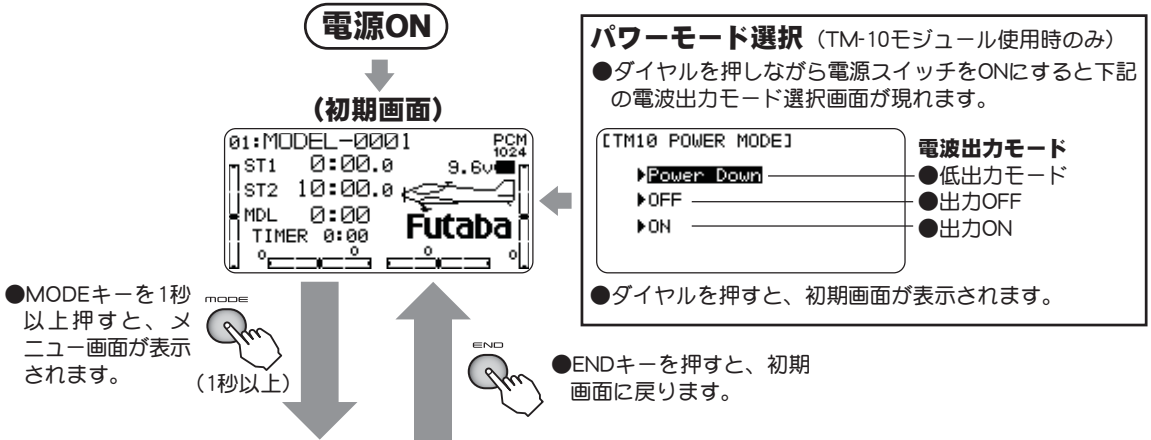 電源ON
(初期画面)
01:MODEL-0001 PCM
1024
ST1 0:00.0 9.6v
ST2 10:00.0
MDL 0:00
TIMER 0:00
Futaba
0 0 0 0
パワーモード選択（TM-10モジュール使用時のみ）
●ダイヤルを押しながら電源スイッチをONにすると下記
の電波出力モード選択画面が現れます。
[TM10 POWER MODE]
▶Power Down
▶OFF
▶ON
電波出力モード
●低出力モード
●出力OFF
●出力ON
●ダイヤルを押すと、初期画面が表示されます。
●MODEキーを1秒
以上押すと、メ
ニュー画面が表示
されます。
MODE
(1秒以上)
END
●ENDキーを押すと、初期
画面に戻ります。